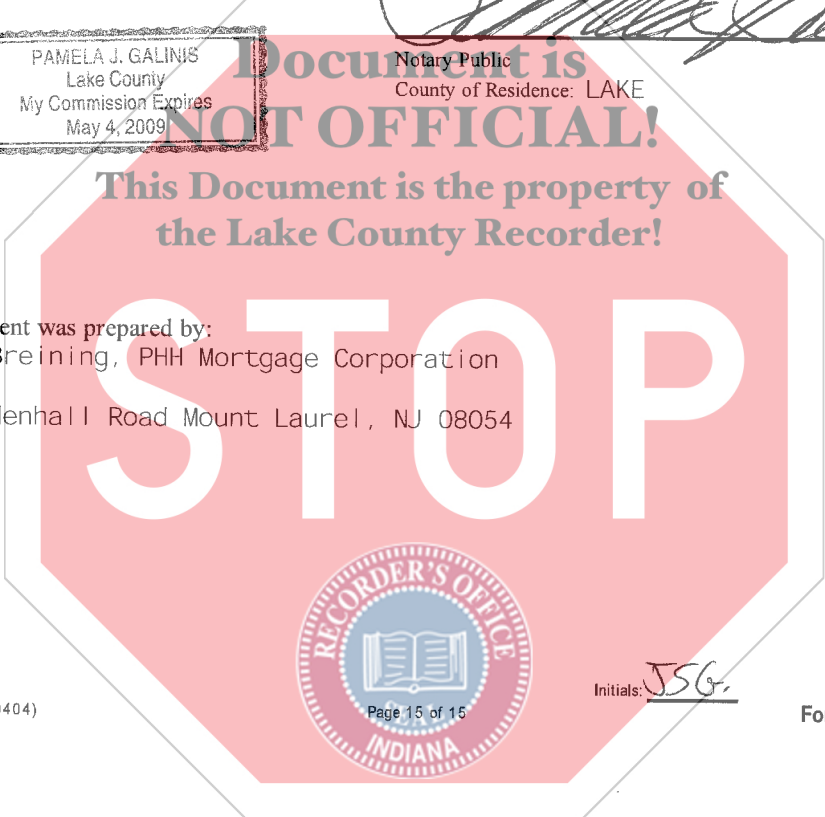 PAMELA J. GALINIS
Lake County
My Commission Expires
May 4, 2009
Notary Public
County of Residence: LAKE
Document is
NOT OFFICIAL!
This Document is the property of
the Lake County Recorder!
ent was prepared by:
Breining, PHH Mortgage Corporation
denhall Road Mount Laurel, NJ 08054
STOP
RECORDER'S OFFICE
SEAL
INDIANA
Initials: JSG.
0404)
Page 15 of 15
Fo